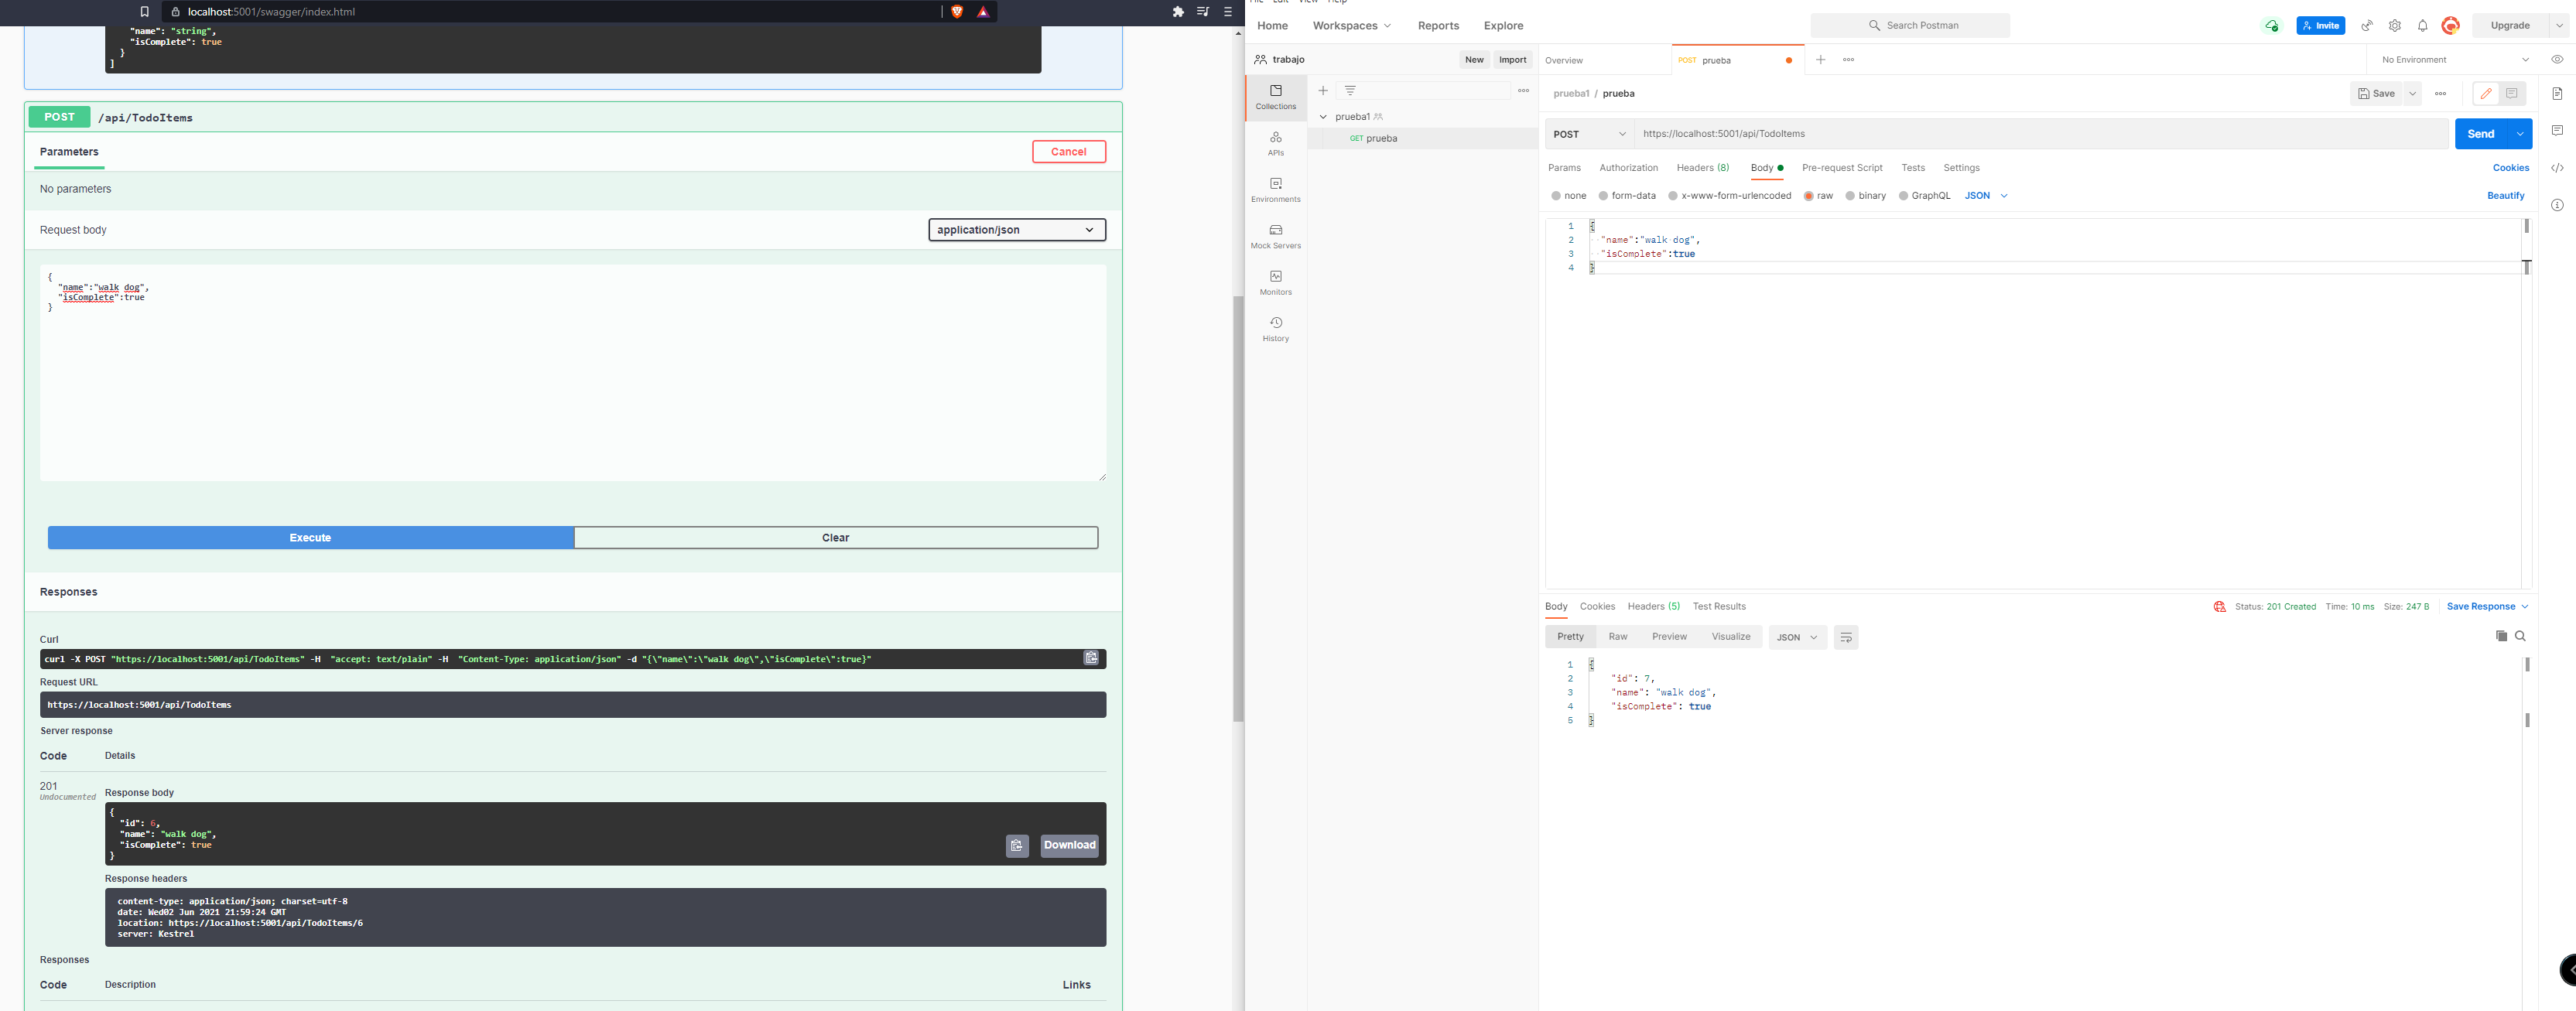 localhost:5001/swagger/index.html
"name": "string",
"isComplete": true
}
]
POST /api/TodoItems
Parameters
Cancel
No parameters
Request body
application/json
{
"name":"walk dog",
"isComplete":true
}
Execute
Clear
Responses
Curl
curl -X POST "https://localhost:5001/api/TodoItems" -H  "accept: text/plain" -H  "Content-Type: application/json" -d "{\"name\":\"walk dog\",\"isComplete\":true}"
Request URL
https://localhost:5001/api/TodoItems
Server response
Code Details
201
Undocumented
Response body
{
"id": 6,
"name": "walk dog",
"isComplete": true
}
Download
Response headers
content-type: application/json; charset=utf-8
date: Wed02 Jun 2021 21:59:24 GMT
location: https://localhost:5001/api/TodoItems/6
server: Kestrel
Responses
Code Description Links
Home Workspaces Reports Explore
Search Postman
Invite
Upgrade
trabajo
New Import
Overview
POST prueba
No Environment
Collections
APIs
Environments
Mock Servers
Monitors
History
prueba1
GET prueba
prueba1 / prueba
Save
POST
https://localhost:5001/api/TodoItems
Send
Params Authorization Headers (8) Body Pre-request Script Tests Settings
Cookies
none form-data x-www-form-urlencoded raw binary GraphQL JSON
Beautify
1 {
2 "name":"walk dog",
3 "isComplete":true
4 }
Body Cookies Headers (5) Test Results
Status: 201 Created Time: 10 ms Size: 247 B
Save Response
Pretty Raw Preview Visualize JSON
1 {
2 "id": 7,
3 "name": "walk dog",
4 "isComplete": true
5 }